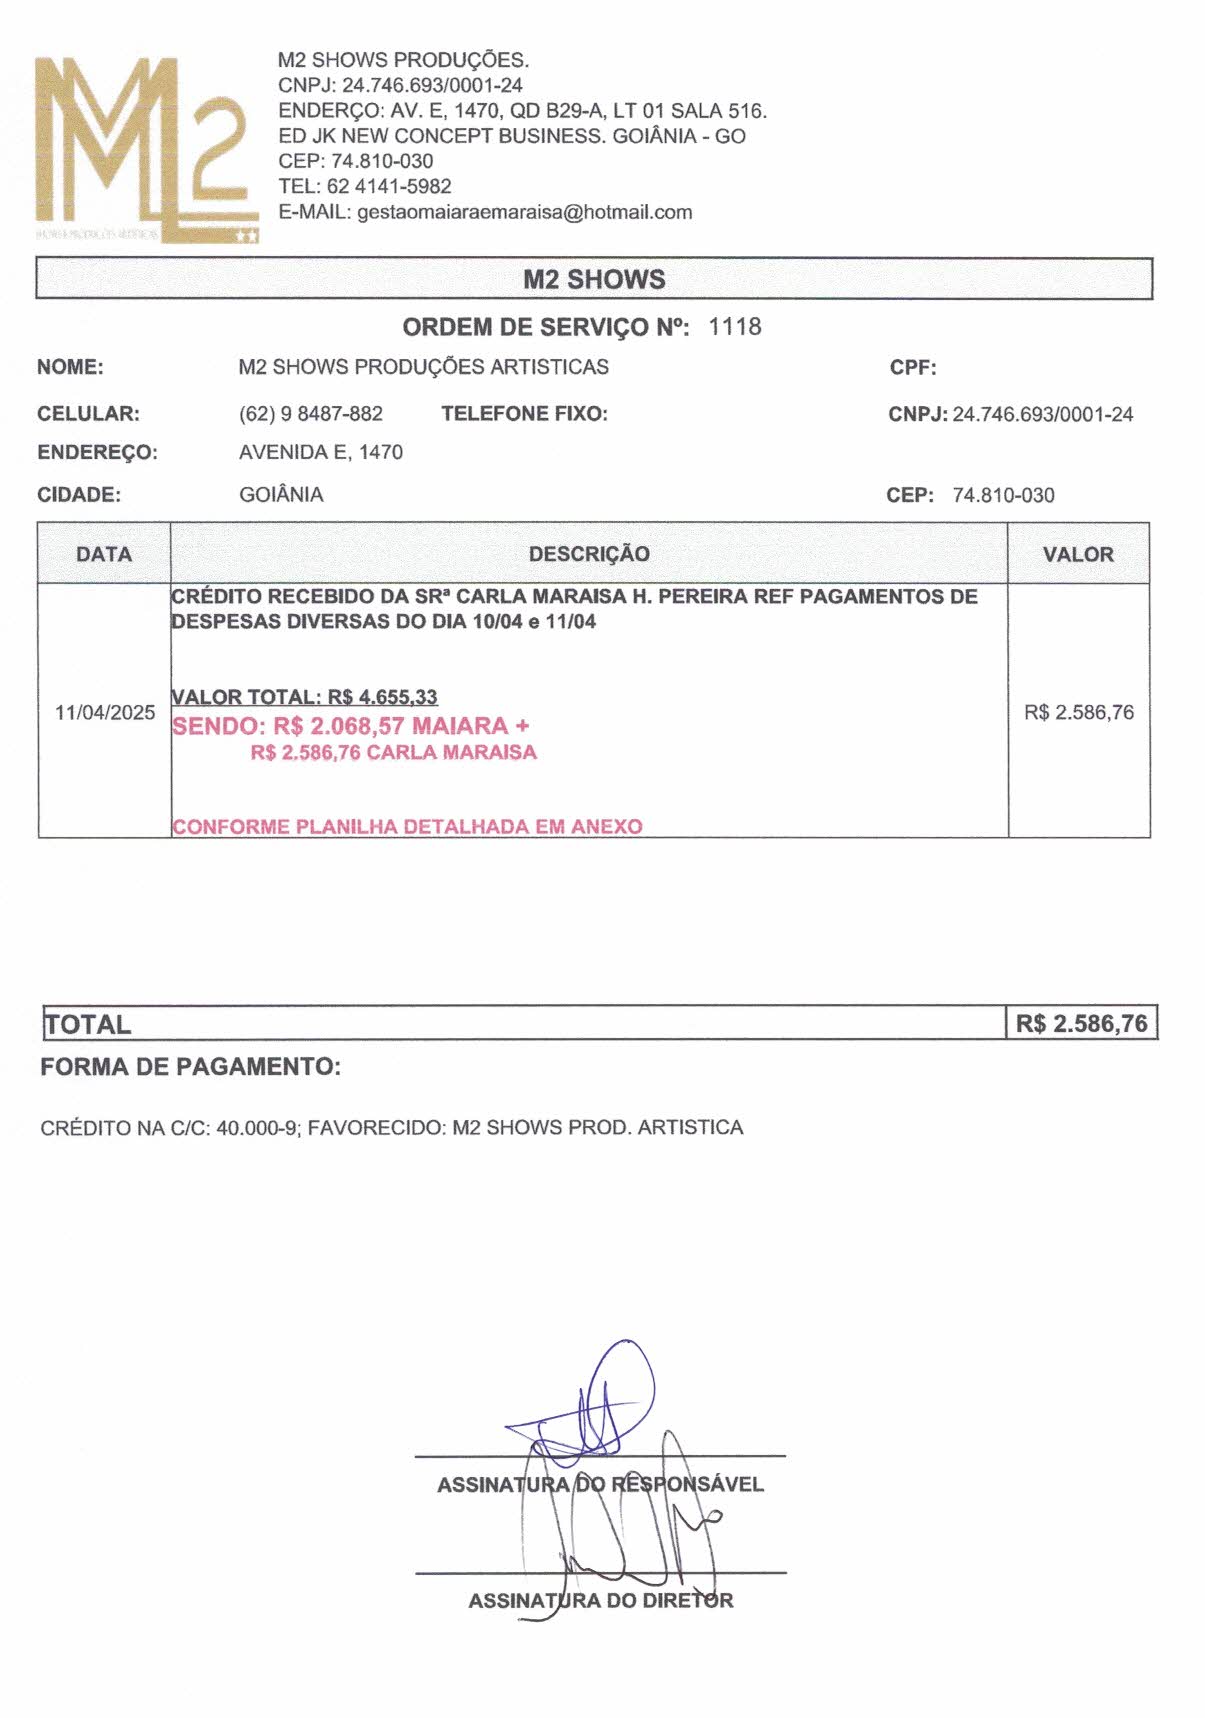 M2
M2 SHOWS PRODUÇÕES.
CNPJ: 24.746.693/0001-24
ENDERÇO: AV. E, 1470, QD B29-A, LT 01 SALA 516.
ED JK NEW CONCEPT BUSINESS. GOIÂNIA - GO
CEP: 74.810-030
TEL: 62 4141-5982
E-MAIL: gestaomaiaraemaraisa@hotmail.com
M2 SHOWS
ORDEM DE SERVIÇO Nº: 1118
NOME: M2 SHOWS PRODUÇÕES ARTISTICAS CPF:
CELULAR: (62) 9 8487-882 TELEFONE FIXO: CNPJ: 24.746.693/0001-24
ENDEREÇO: AVENIDA E, 1470
CIDADE: GOIÂNIA CEP: 74.810-030
DATA DESCRIÇÃO VALOR
CRÉDITO RECEBIDO DA SRª CARLA MARAISA H. PEREIRA REF PAGAMENTOS DE
DESPESAS DIVERSAS DO DIA 10/04 e 11/04
VALOR TOTAL: R$ 4.655,33
11/04/2025 SENDO: R$ 2.068,57 MAIARA + R$ 2.586,76
R$ 2.586,76 CARLA MARAISA
CONFORME PLANILHA DETALHADA EM ANEXO
TOTAL R$ 2.586,76
FORMA DE PAGAMENTO:
CRÉDITO NA C/C: 40.000-9; FAVORECIDO: M2 SHOWS PROD. ARTISTICA
ASSINATURA DO RESPONSÁVEL
ASSINATURA DO DIRETOR